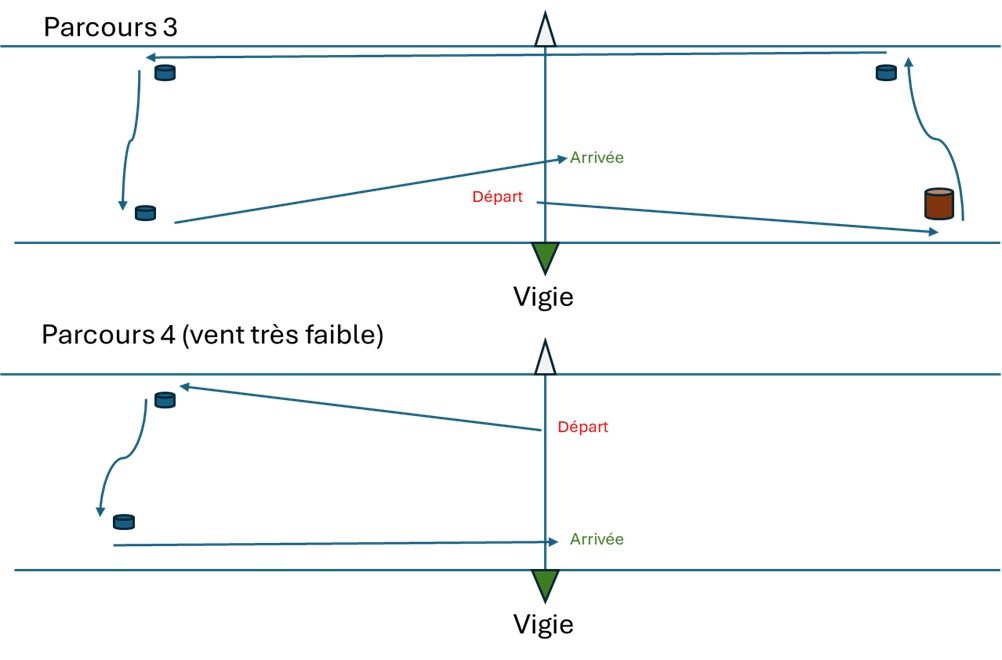 Parcours 3
Arrivée
Départ
Vigie
Parcours 4 (vent très faible)
Départ
Arrivée
Vigie